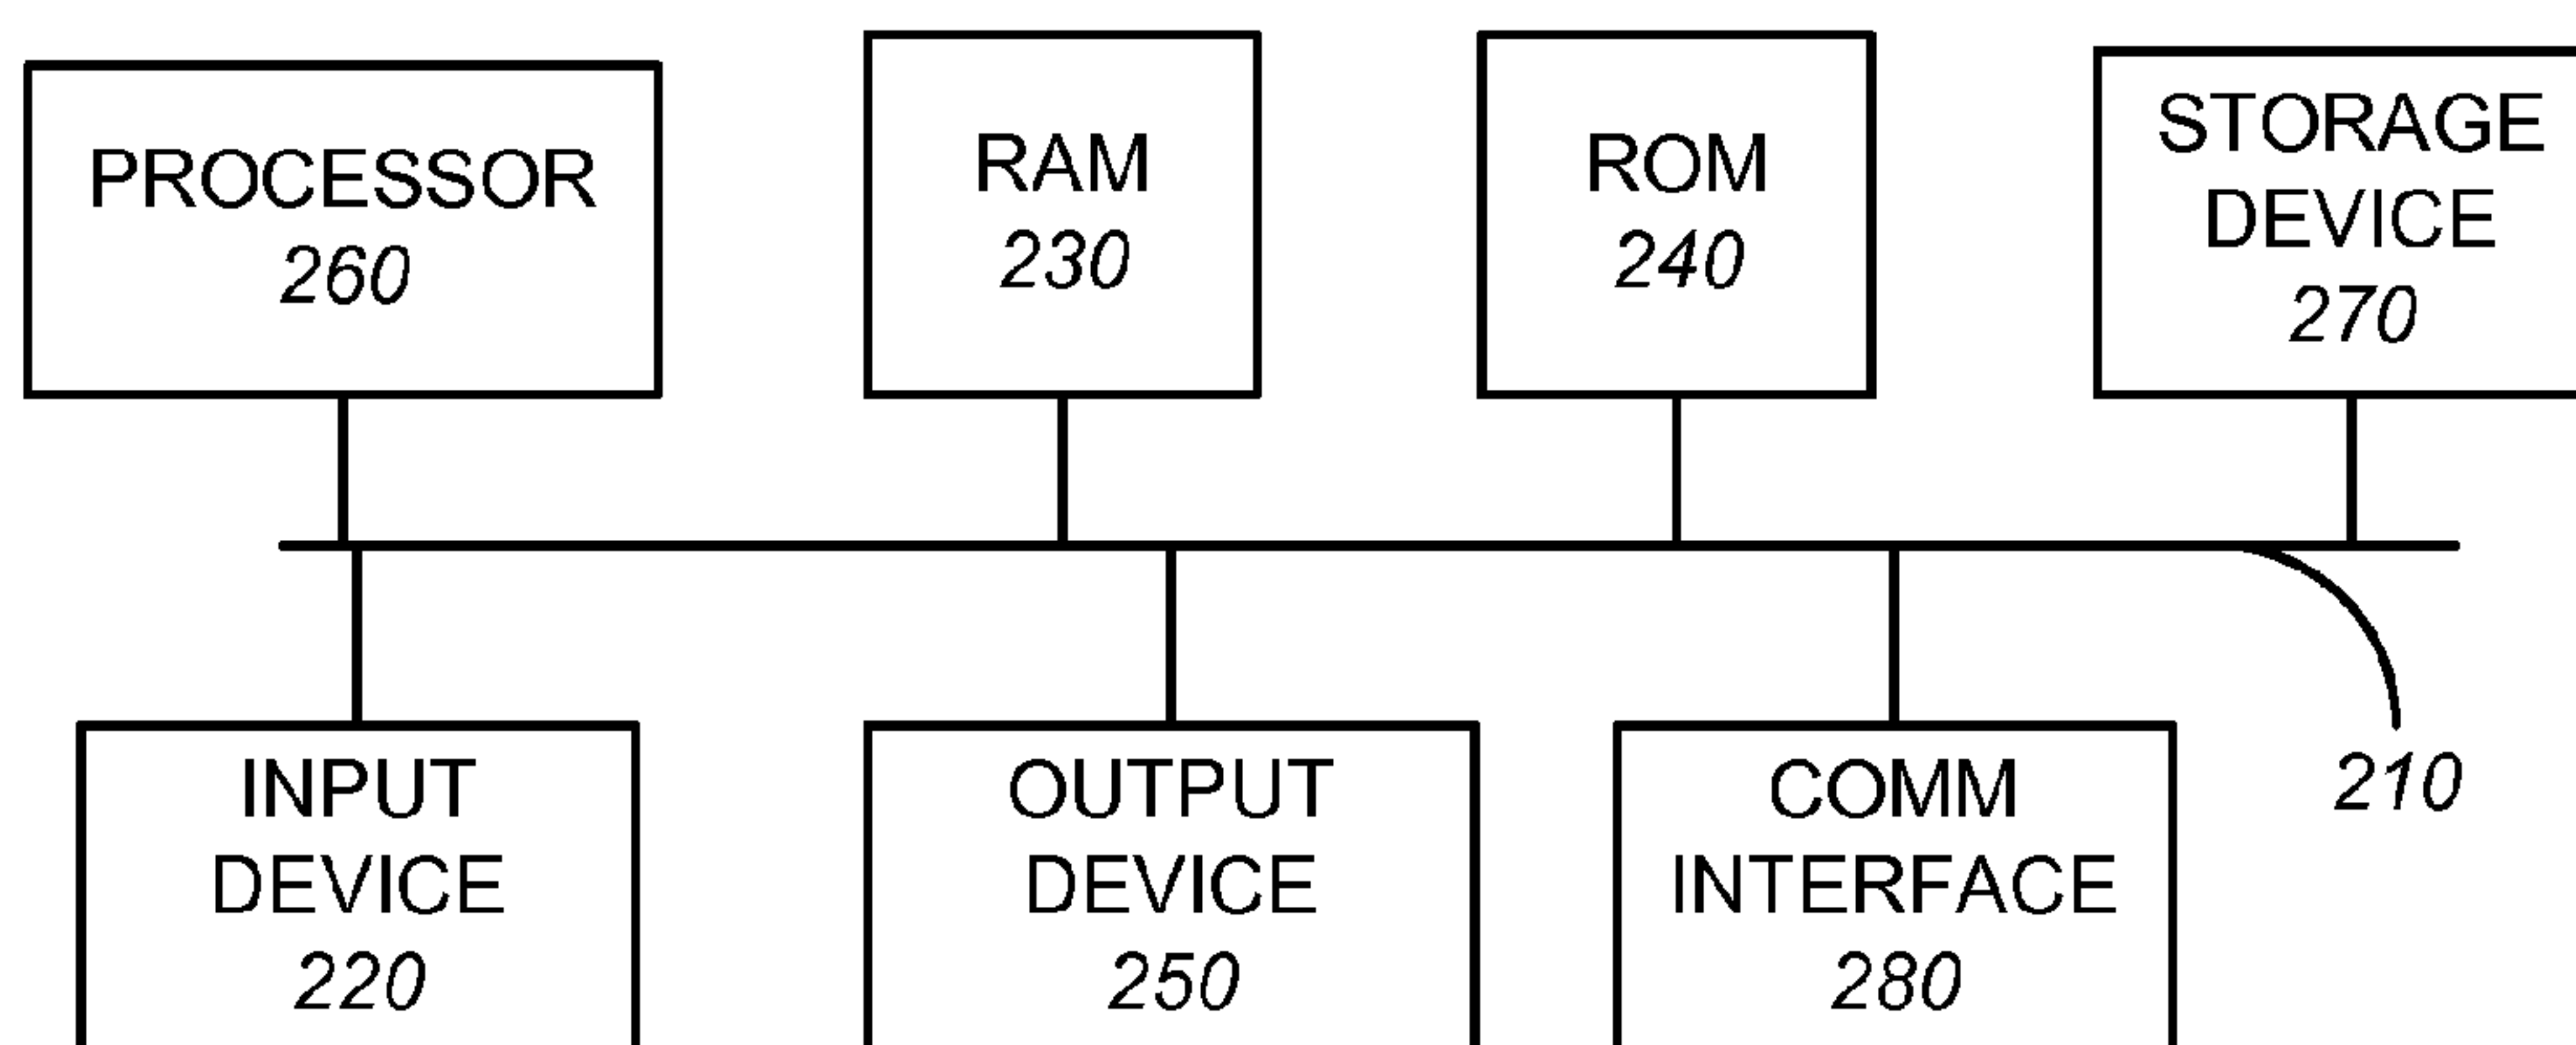 PROCESSOR
260
RAM
230
ROM
240
STORAGE
DEVICE
270
INPUT
DEVICE
220
OUTPUT
DEVICE
250
COMM
INTERFACE
280
210